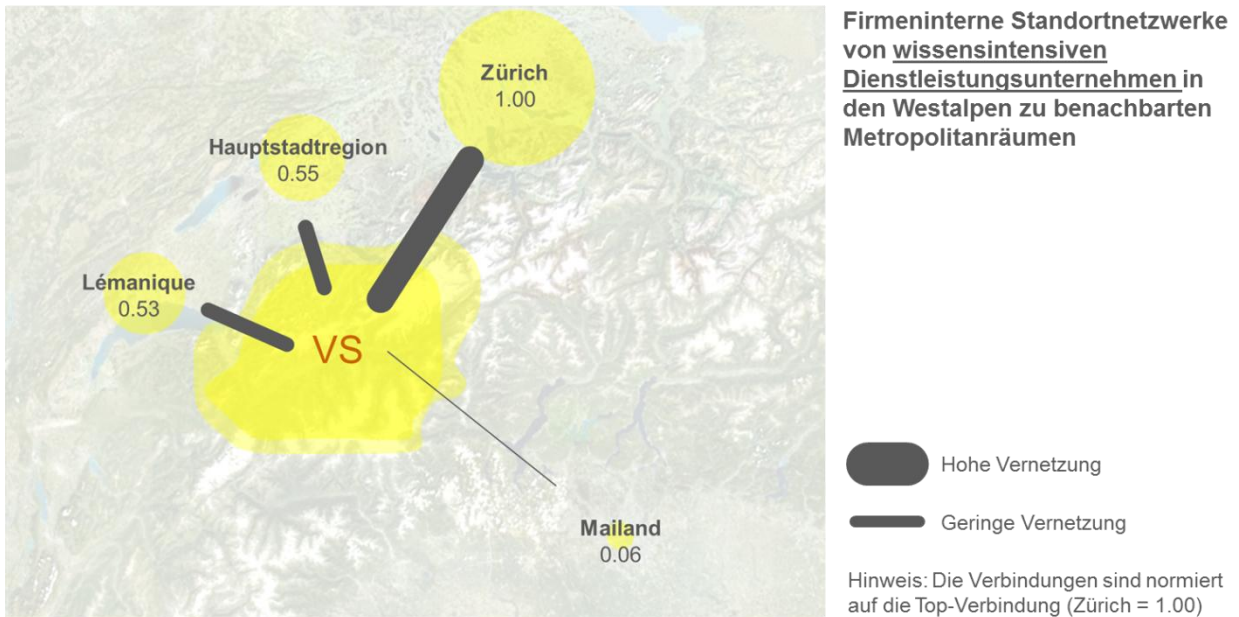 Firmeninterne Standortnetzwerke
von wissensintensiven
Dienstleistungsunternehmen in
den Westalpen zu benachbarten
Metropolitanräumen
Zürich
1.00
Hauptstadtregion
0.55
Lémanique
0.53
VS
Mailand
0.06
Hohe Vernetzung
Geringe Vernetzung
Hinweis: Die Verbindungen sind normiert
auf die Top-Verbindung (Zürich = 1.00)